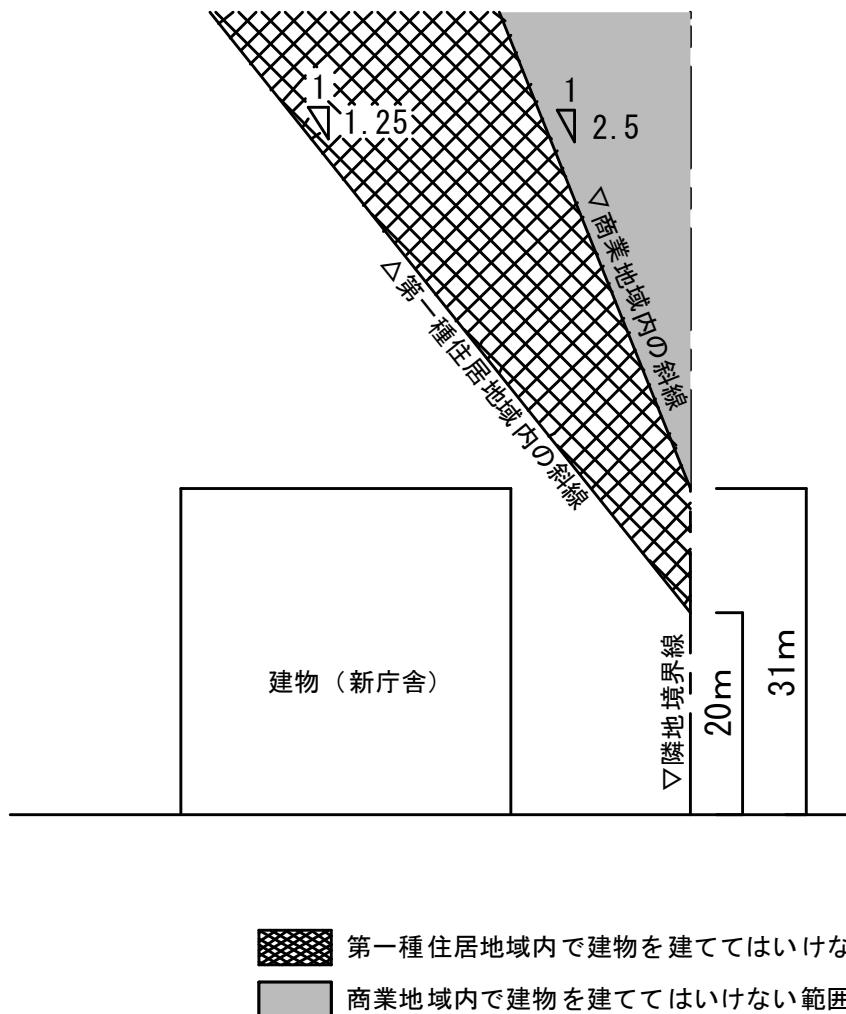 1
1.25
1
2.5
▽商業地域内の斜線
△第一種住居地域内の斜線
建物（新庁舎）
▽隣地境界線
20m
31m
第一種住居地域内で建物を建ててはいけな
商業地域内で建物を建ててはいけない範囲